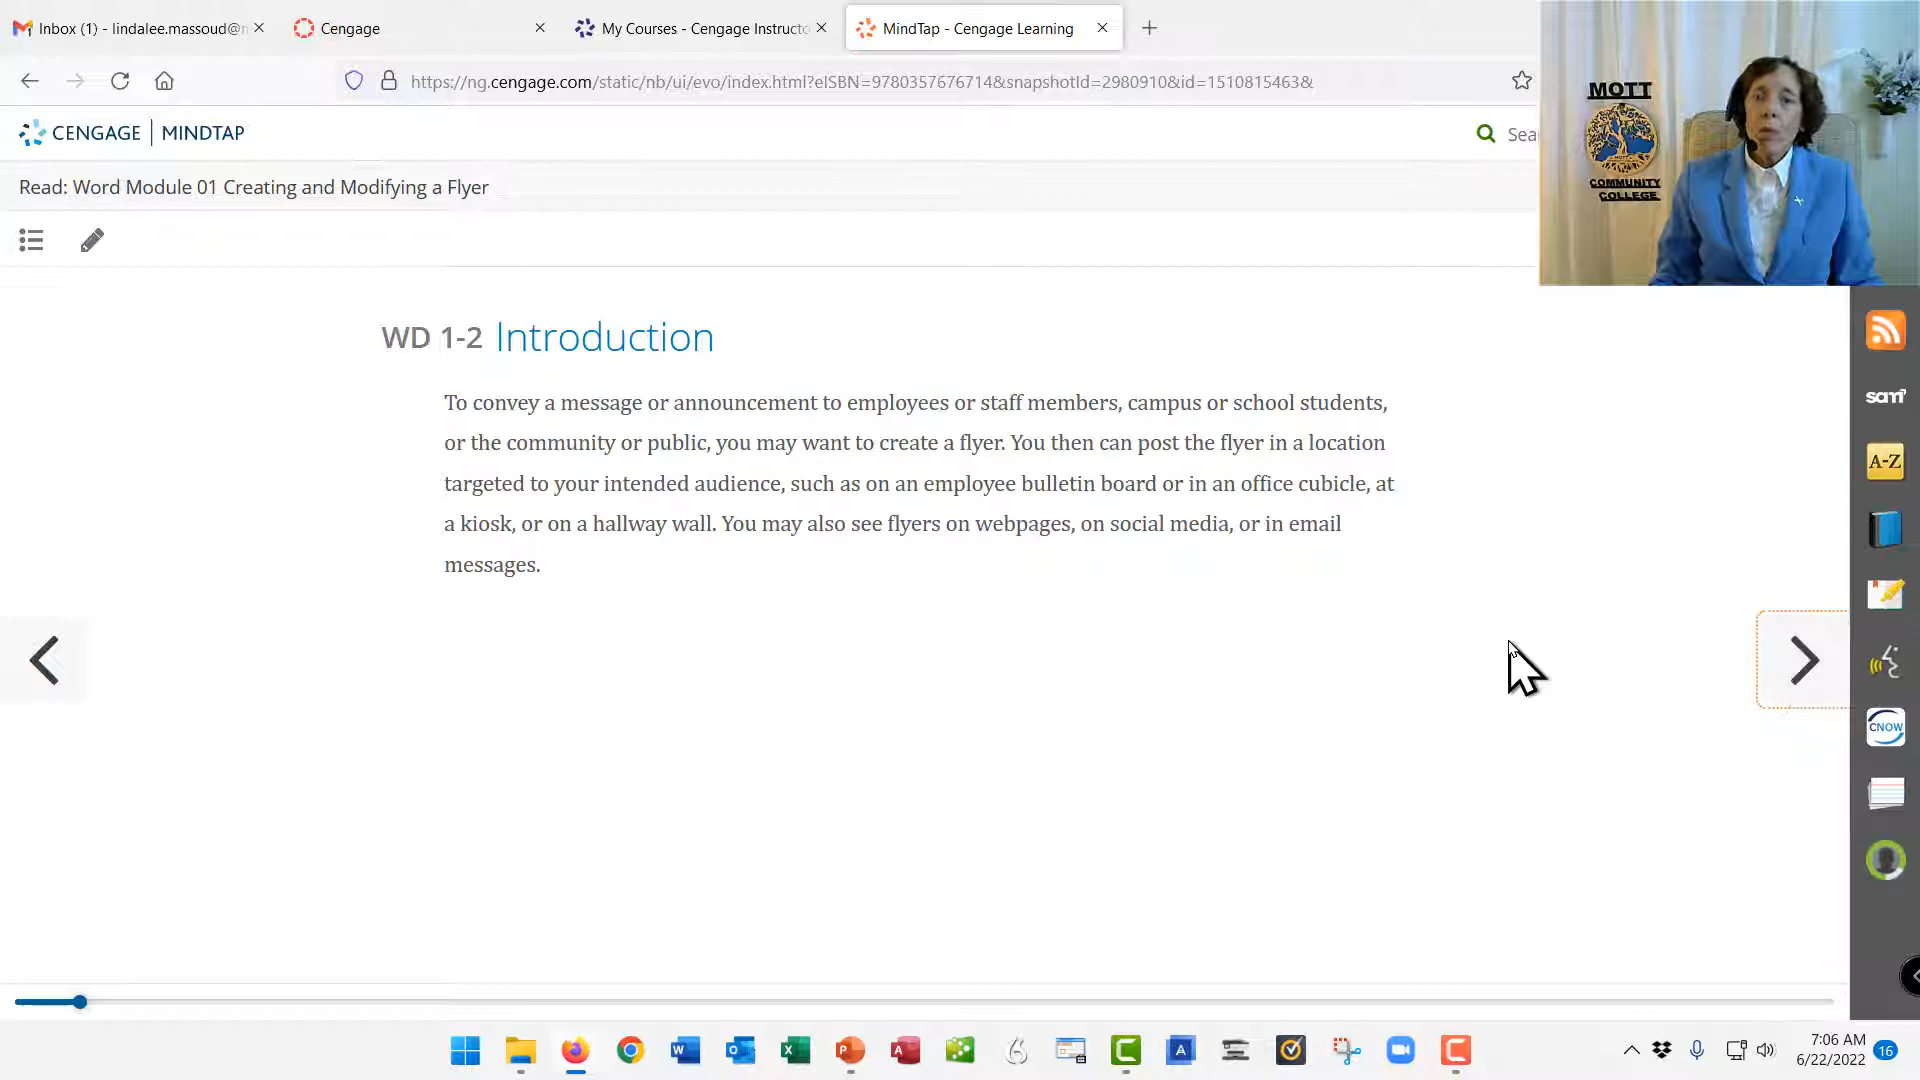 Inbox (1) - lindalee.massoud@
Cengage
My Courses - Cengage Instructo
MindTap - Cengage Learning
https://ng.cengage.com/static/nb/ui/evo/index.html?eISBN=9780357676714&snapshotId=2980910&id=1510815463&
CENGAGE | MINDTAP
Sea
MOTT
COMMUNITY
COLLEGE
Read: Word Module 01 Creating and Modifying a Flyer
WD 1-2 Introduction
To convey a message or announcement to employees or staff members, campus or school students,
or the community or public, you may want to create a flyer. You then can post the flyer in a location
targeted to your intended audience, such as on an employee bulletin board or in an office cubicle, at
a kiosk, or on a hallway wall. You may also see flyers on webpages, on social media, or in email
messages.
sam
A-Z
CNOW
7:06 AM
6/22/2022
16